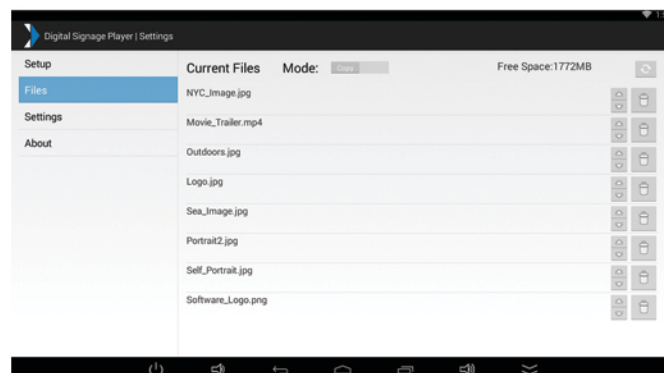 Digital Signage Player | Settings
Setup
Files
Settings
About
Current Files Mode: Copy Free Space:1772MB
NYC_Image.jpg
Movie_Trailer.mp4
Outdoors.jpg
Logo.jpg
Sea_Image.jpg
Portrait2.jpg
Self_Portrait.jpg
Software_Logo.png